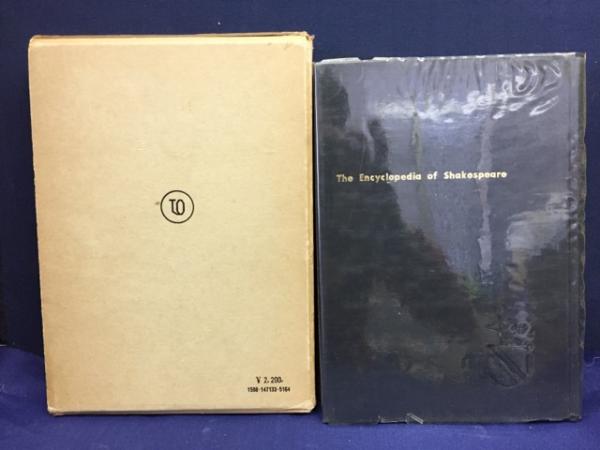 ¥ 2,200.
1598-147133-5164
The Encyclopedia of Shakespeare